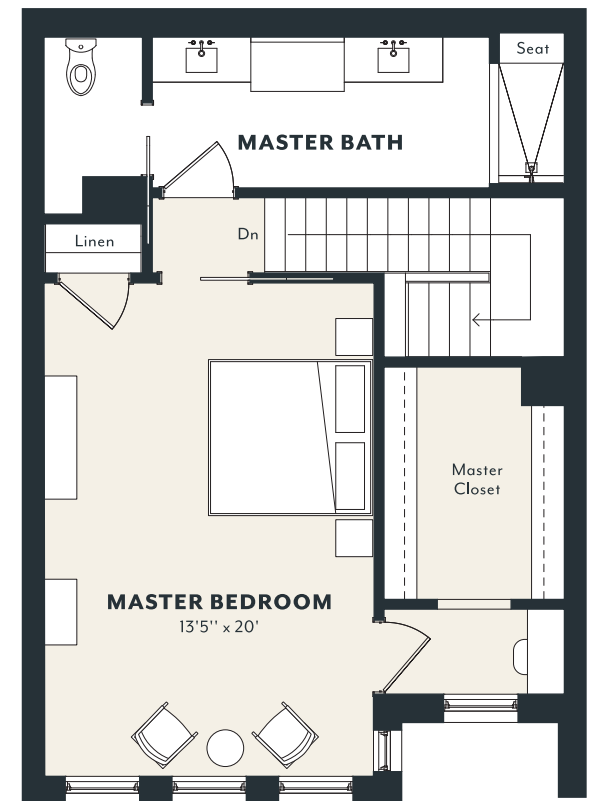 Seat
MASTER BATH
Dn
Linen
Master
Closet
MASTER BEDROOM
13'5'' x 20'